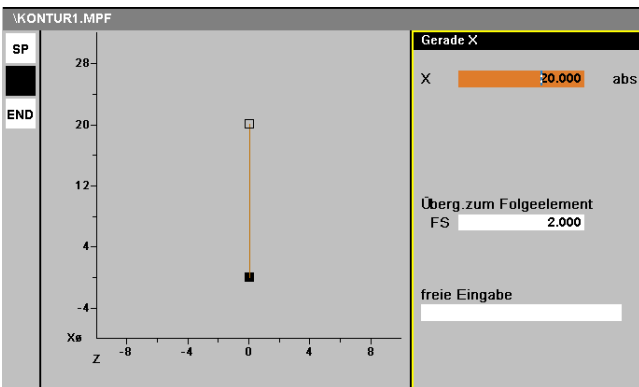 \KONTUR1.MPF
SP
END
28
20
12
4
-4
Xø
Z
-8
-4
0
4
8
Gerade X
X 20.000 abs
Überg.zum Folgeelement
FS 2.000
freie Eingabe